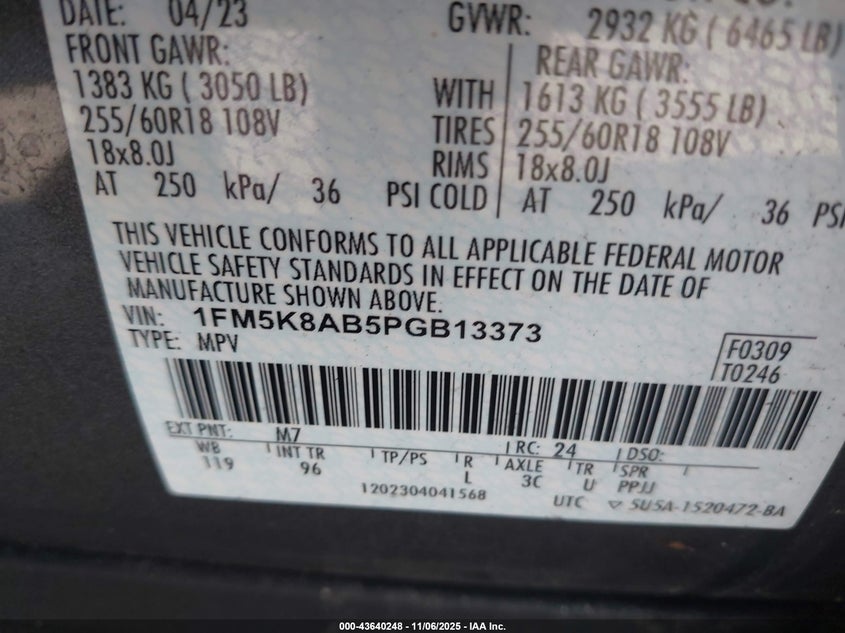 DATE: 04/23 GVWR: 2932 KG ( 6465 LB)
FRONT GAWR: REAR GAWR:
1383 KG ( 3050 LB) WITH 1613 KG ( 3555 LB)
255/60R18 108V TIRES 255/60R18 108V
18x8.0J RIMS 18x8.0J
AT 250 kPa/ 36 PSI COLD AT 250 kPa/ 36 PSI
THIS VEHICLE CONFORMS TO ALL APPLICABLE FEDERAL MOTOR
VEHICLE SAFETY STANDARDS IN EFFECT ON THE DATE OF
MANUFACTURE SHOWN ABOVE.
VIN: 1FM5K8AB5PGB13373
TYPE: MPV
F0309
T0246
EXT PNT: M7 RC: 24 DSO:
WB INT TR TP/PS R AXLE TR SPR
119 96 L 3C U PPJJ
1202304041568
UTC ▽ SU5A-1520472-BA
000-43640248 - 11/06/2025 - IAA Inc.